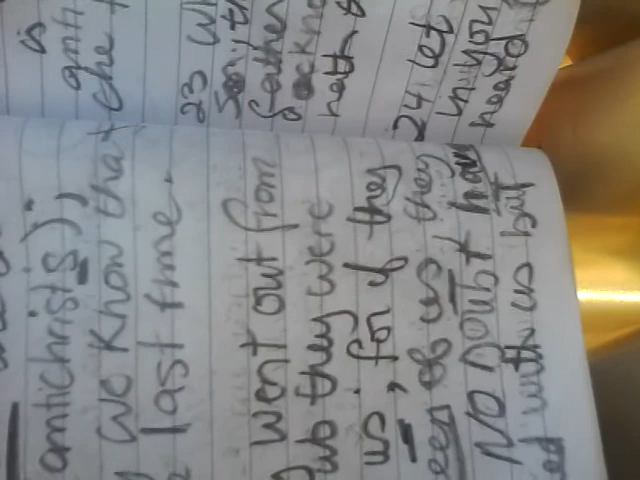 antichrists),
we know that
last time.
went out from
they were
us, for if they
een of us they
No doubt have
ed with us but
is
anti
the
23 Wh
Son, th
father
ackno
hath
24 Let
in you
heard